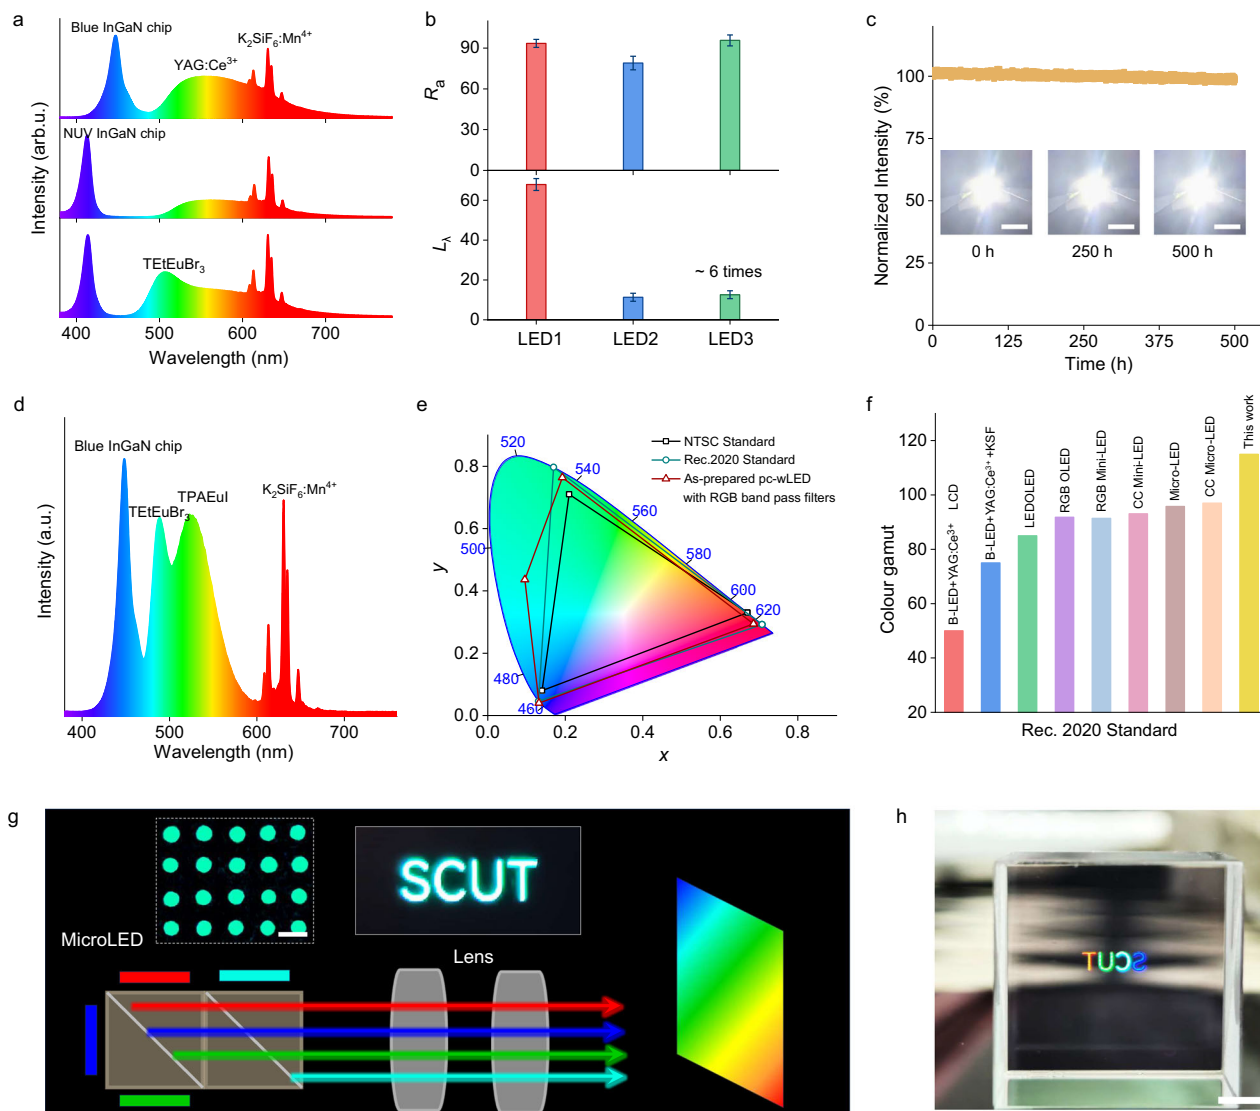 a
Blue InGaN chip
K2SiF6:Mn4+
YAG:Ce3+
NUV InGaN chip
TEtEuBr3
Intensity (arb.u.)
400 500 600 700
Wavelength (nm)
b
90
60
30
0
Ra
60
40
20
0
Lλ
~ 6 times
LED1 LED2 LED3
c
100
75
50
25
0
Normalized Intensity (%)
0 h 250 h 500 h
0 125 250 375 500
Time (h)
d
Blue InGaN chip
TEtEuBr3
TPAEuI
K2SiF6:Mn4+
Intensity (a.u.)
400 500 600 700
Wavelength (nm)
e
NTSC Standard
Rec.2020 Standard
As-prepared pc-wLED
with RGB band pass filters
520
540
560
580
600
620
500
480
460
0.8
0.6
0.4
0.2
0.0
y
0.0 0.2 0.4 0.6 0.8
x
f
120
100
80
60
40
20
Colour gamut
B-LED+YAG:Ce3+ LCD
B-LED+YAG:Ce3+ +KSF
LEDOLED
RGB OLED
RGB Mini-LED
CC Mini-LED
Micro-LED
CC Micro-LED
This work
Rec. 2020 Standard
g
SCUT
MicroLED
Lens
h
SCUT